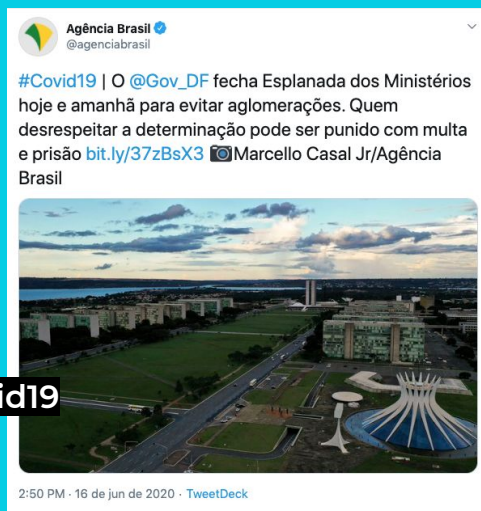 Agência Brasil
@agenciabrasil
#Covid19 | O @Gov_DF fecha Esplanada dos Ministérios
hoje e amanhã para evitar aglomerações. Quem
desrespeitar a determinação pode ser punido com multa
e prisão bit.ly/37zBsX3 📷Marcello Casal Jr/Agência
Brasil
id19
2:50 PM · 16 de jun de 2020 · TweetDeck